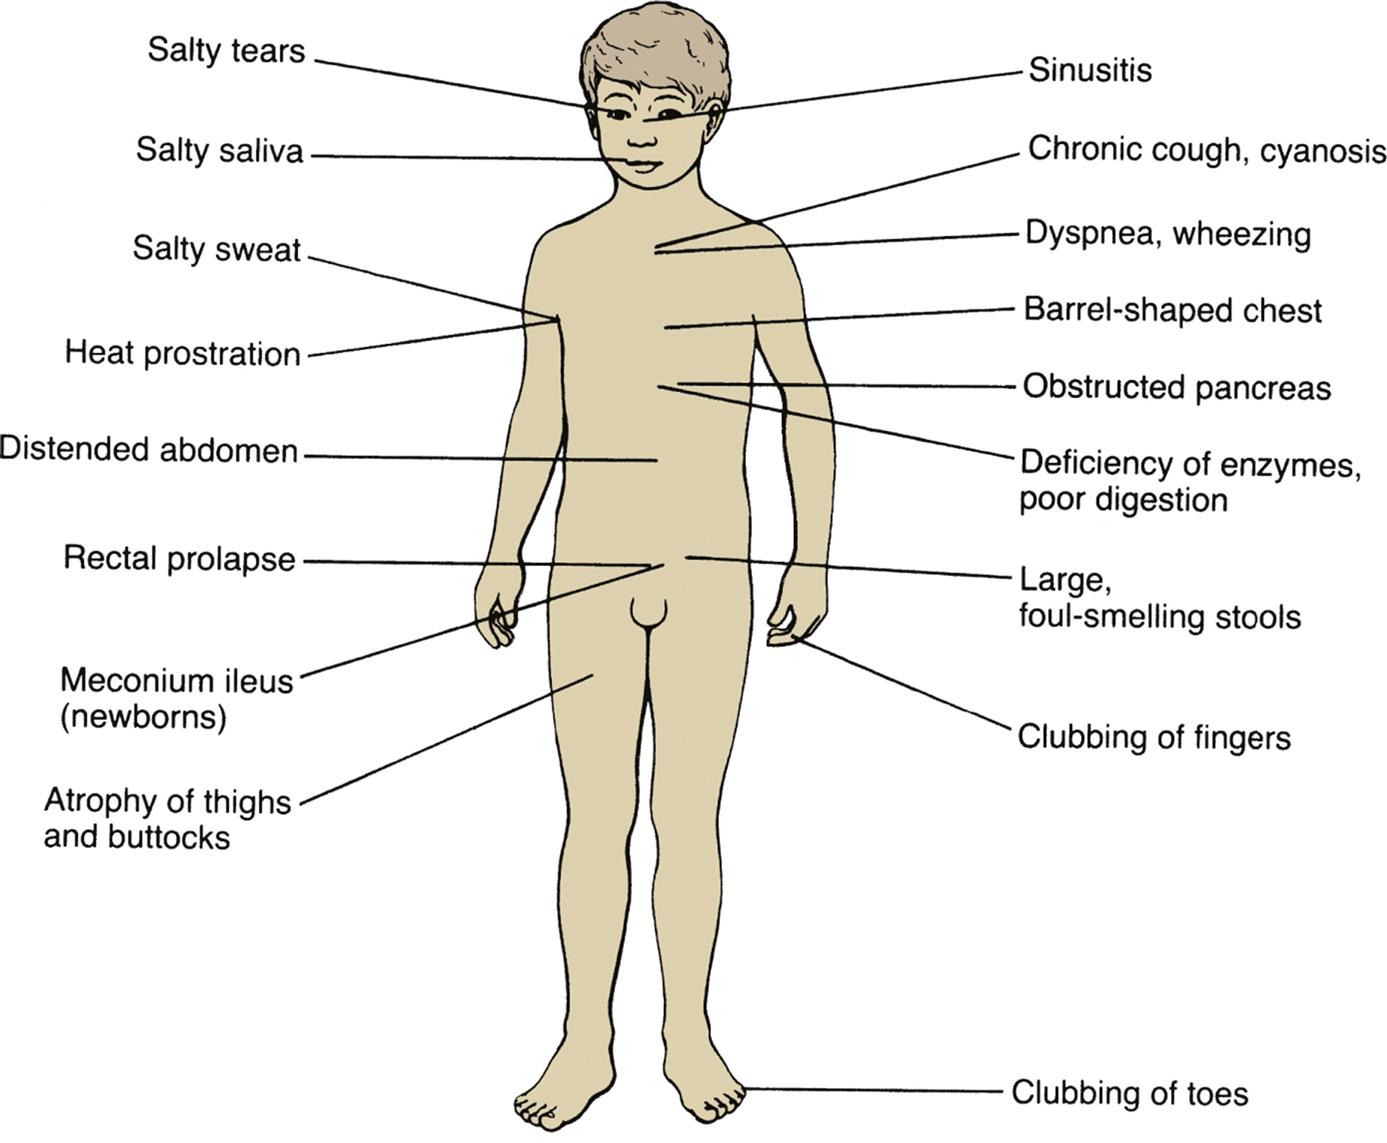 Salty tears
Salty saliva
Salty sweat
Heat prostration
Distended abdomen
Rectal prolapse
Meconium ileus
(newborns)
Atrophy of thighs
and buttocks
Sinusitis
Chronic cough, cyanosis
Dyspnea, wheezing
Barrel-shaped chest
Obstructed pancreas
Deficiency of enzymes,
poor digestion
Large,
foul-smelling stools
Clubbing of fingers
Clubbing of toes